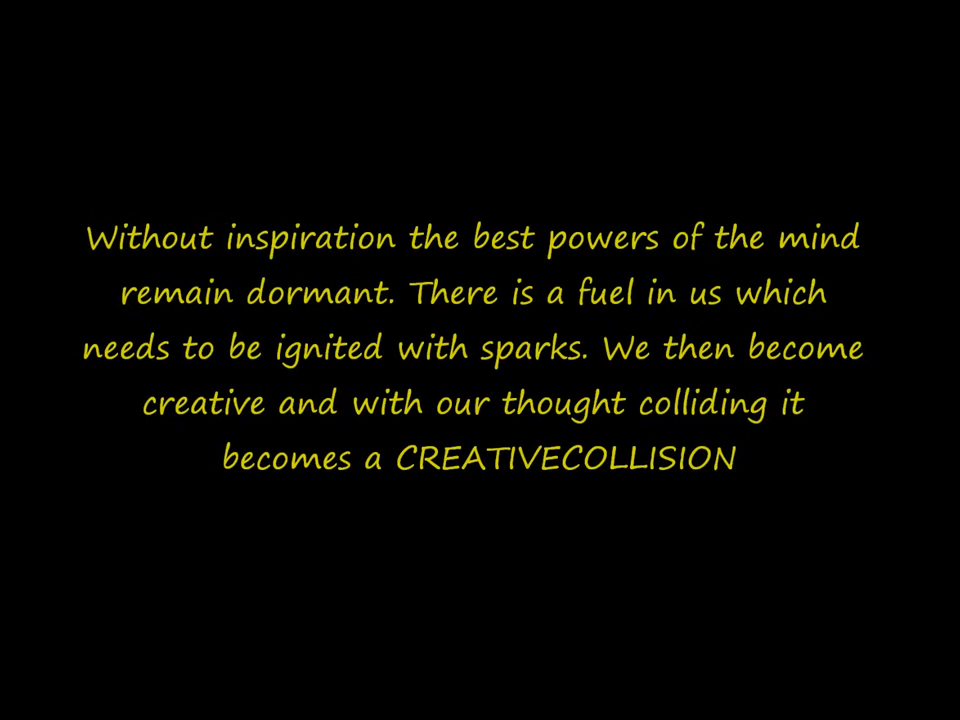 Without inspiration the best powers of the mind
remain dormant. There is a fuel in us which
needs to be ignited with sparks. We then become
creative and with our thought colliding it
becomes a CREATIVECOLLISION